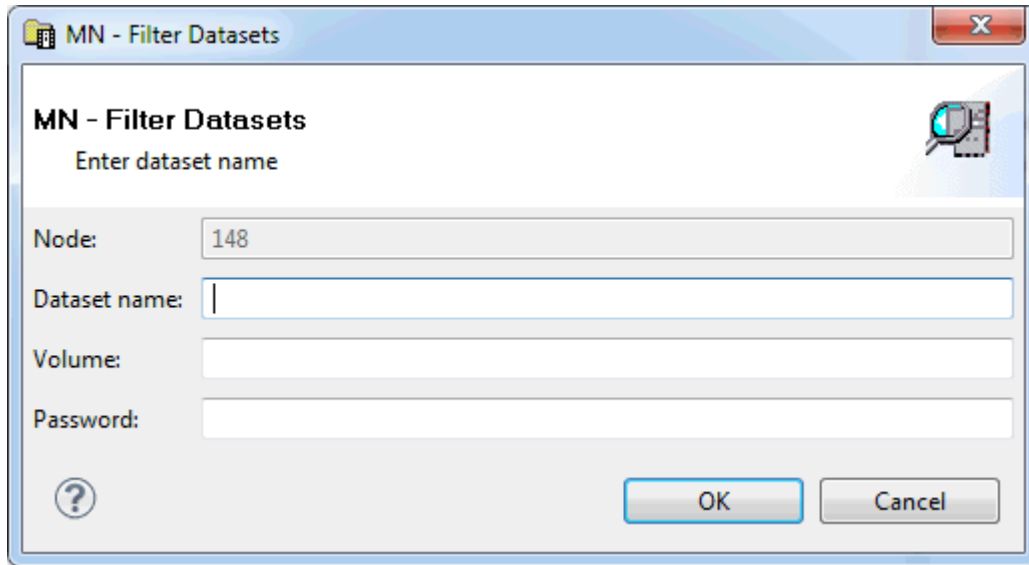 MN - Filter Datasets
MN - Filter Datasets
Enter dataset name
Node: 148
Dataset name:
Volume:
Password:
? OK Cancel